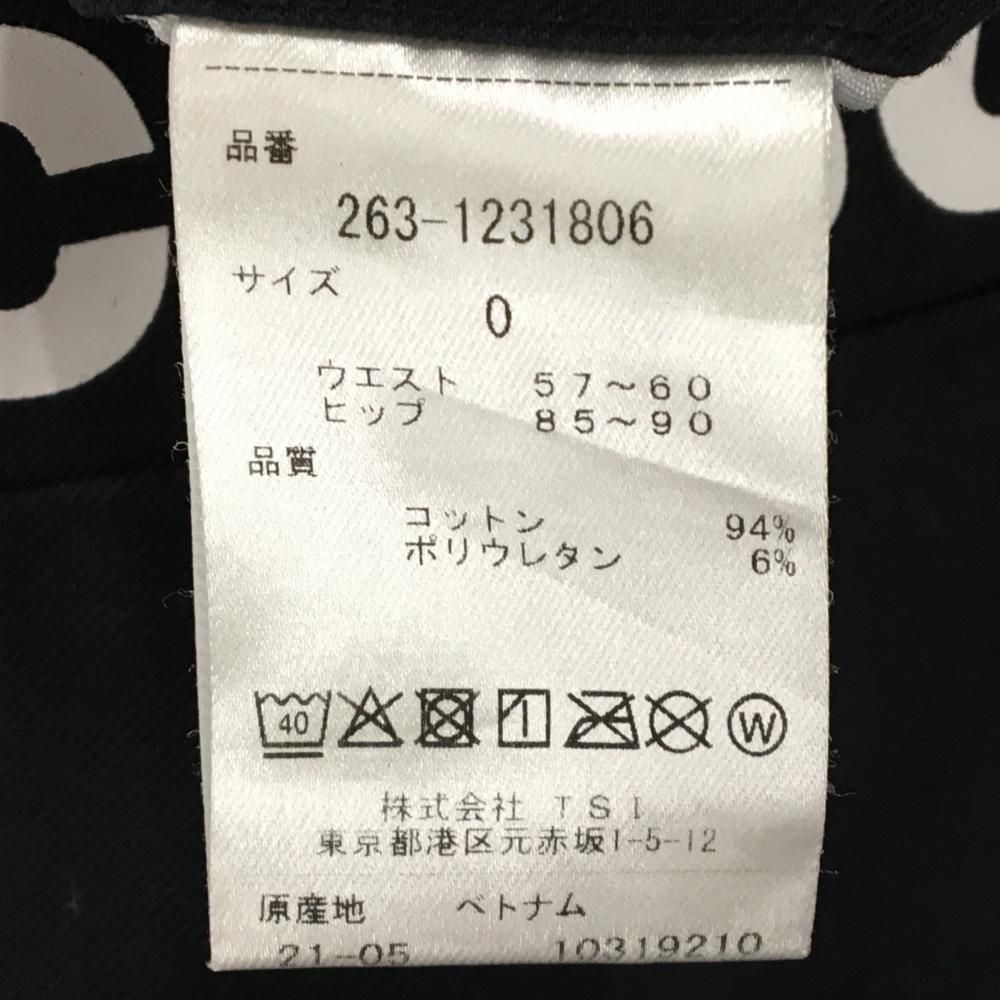 品番
263-1231806
サイズ
0
ウエスト 57～60
ヒップ 85～90
品質
コットン 94%
ポリウレタン 6%
40 W
株式会社 TSI
東京都港区元赤坂1-5-12
原産地 ベトナム
21-05 10319210